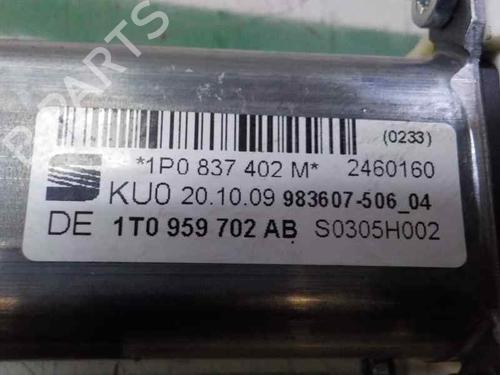 (0233)
*1P0 837 402 M* 2460160
KU0 20.10.09 983607-506_04
DE 1T0 959 702 AB S0305H002
B-PARTS